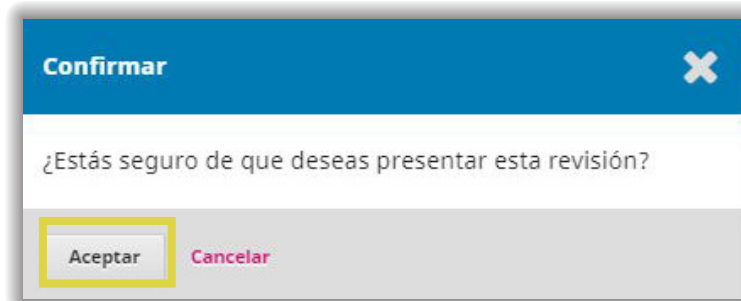 Confirmar
¿Estás seguro de que deseas presentar esta revisión?
Aceptar Cancelar